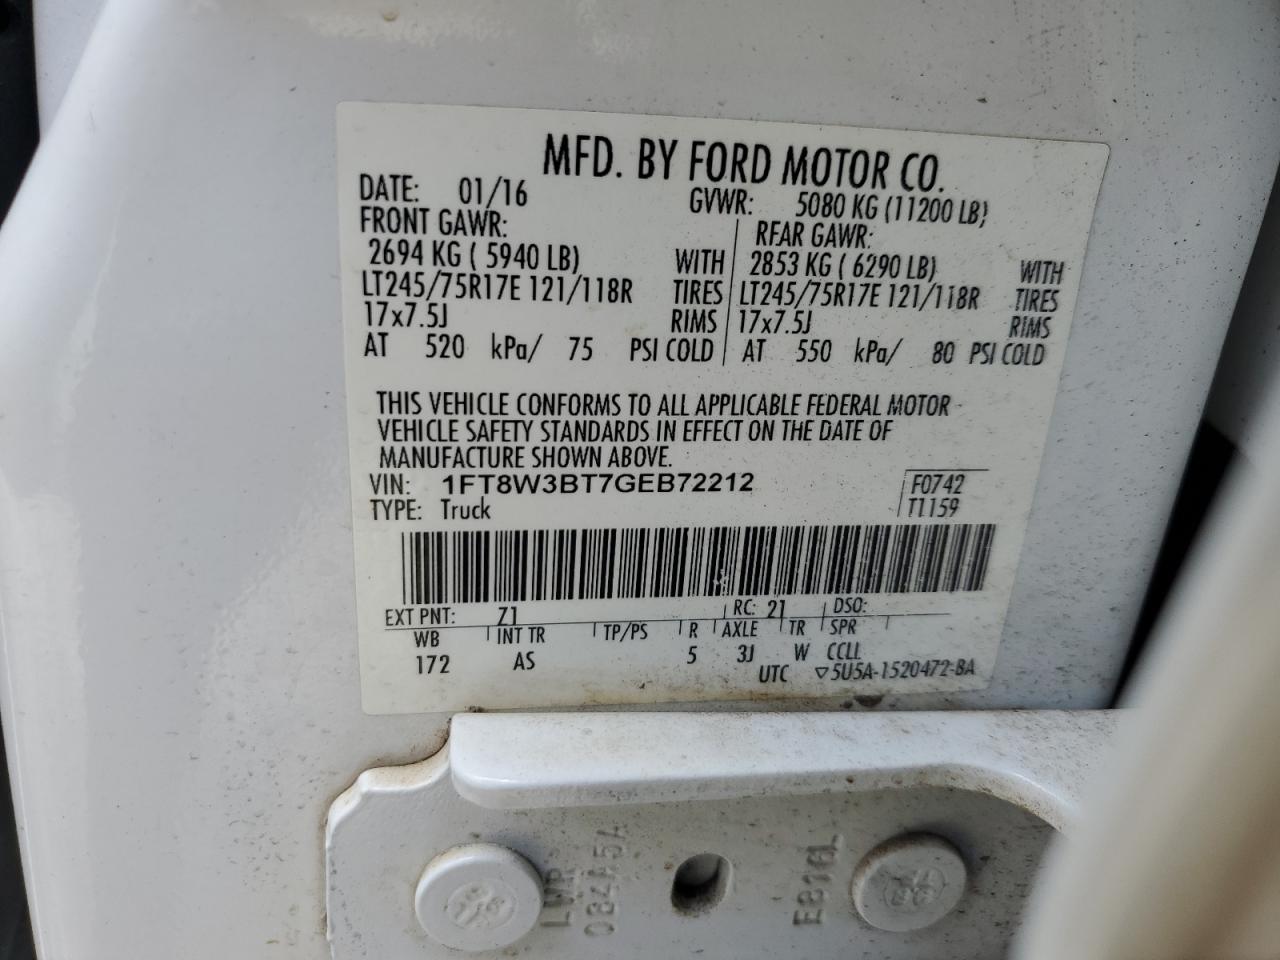 MFD. BY FORD MOTOR CO.
DATE: 01/16 GVWR: 5080 KG (11200 LB)
FRONT GAWR: REAR GAWR:
2694 KG ( 5940 LB) WITH 2853 KG ( 6290 LB) WITH
LT245/75R17E 121/118R TIRES LT245/75R17E 121/118R TIRES
17x7.5J RIMS 17x7.5J RIMS
AT 520 kPa/ 75 PSI COLD AT 550 kPa/ 80 PSI COLD
THIS VEHICLE CONFORMS TO ALL APPLICABLE FEDERAL MOTOR
VEHICLE SAFETY STANDARDS IN EFFECT ON THE DATE OF
MANUFACTURE SHOWN ABOVE.
VIN: 1FT8W3BT7GEB72212 F0742
TYPE: Truck T1159
EXT PNT: Z1 RC: 21 DSO:
WB INT TR TP/PS R AXLE TR SPR
172 AS 5 3J W CCLL
UTC ▽5U5A-1520472-BA
E816L